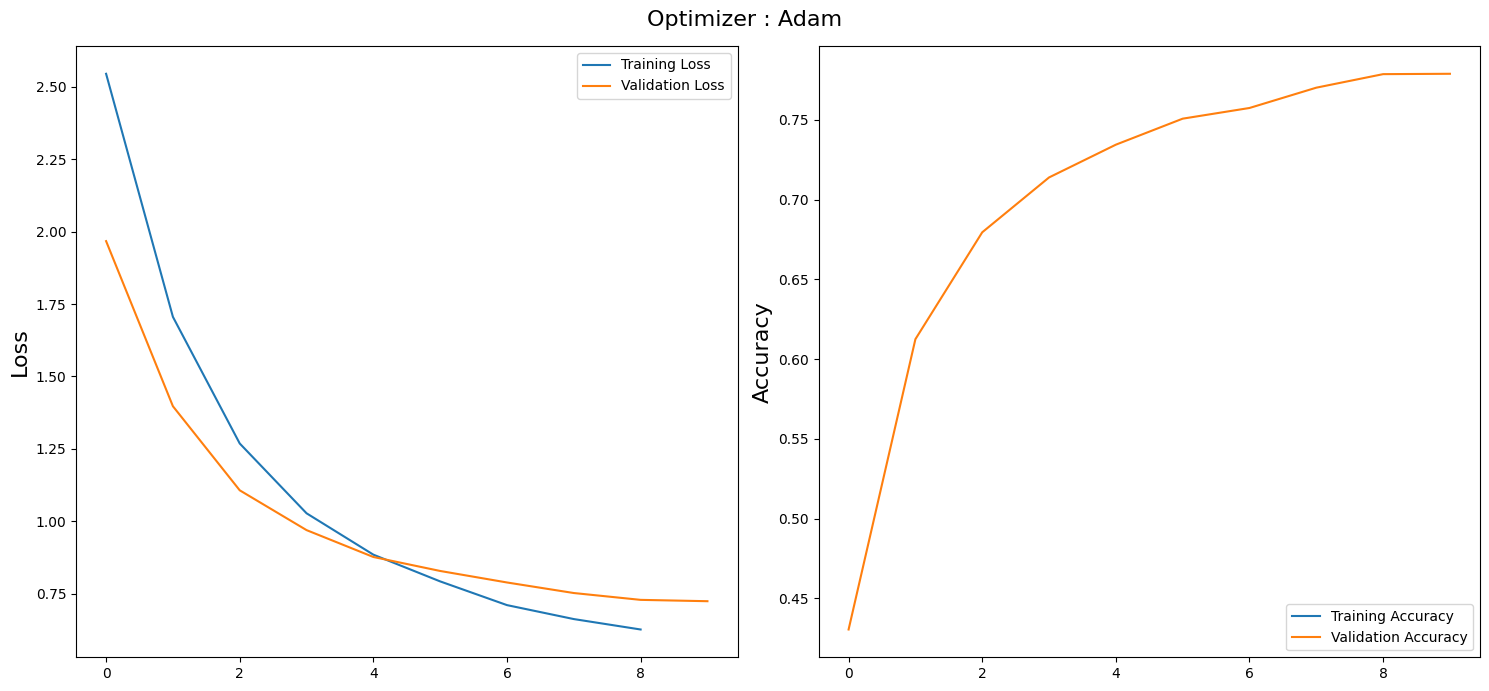 Optimizer : Adam
Loss
2.50
2.25
2.00
1.75
1.50
1.25
1.00
0.75
0 2 4 6 8
Training Loss
Validation Loss
Accuracy
0.75
0.70
0.65
0.60
0.55
0.50
0.45
0 2 4 6 8
Training Accuracy
Validation Accuracy